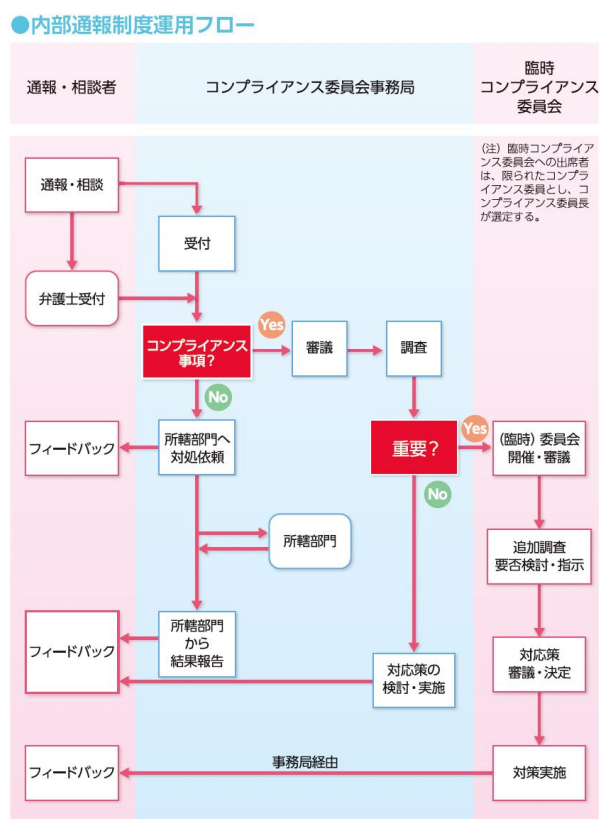 ●内部通報制度運用フロー
通報・相談者
コンプライアンス委員会事務局
臨時
コンプライアンス
委員会
(注)臨時コンプライア
ンス委員会への出席者
は、限られたコンプラ
イアンス委員とし、コ
ンプライアンス委員長
が選定する。
通報・相談
受付
弁護士受付
コンプライアンス
事項?
Yes
審議
調査
No
フィードバック
所轄部門へ
対処依頼
重要?
Yes
(臨時)委員会
開催・審議
No
所轄部門
追加調査
要否検討・指示
フィードバック
所轄部門
から
結果報告
対応策の
検討・実施
対応策
審議・決定
フィードバック
事務局経由
対策実施